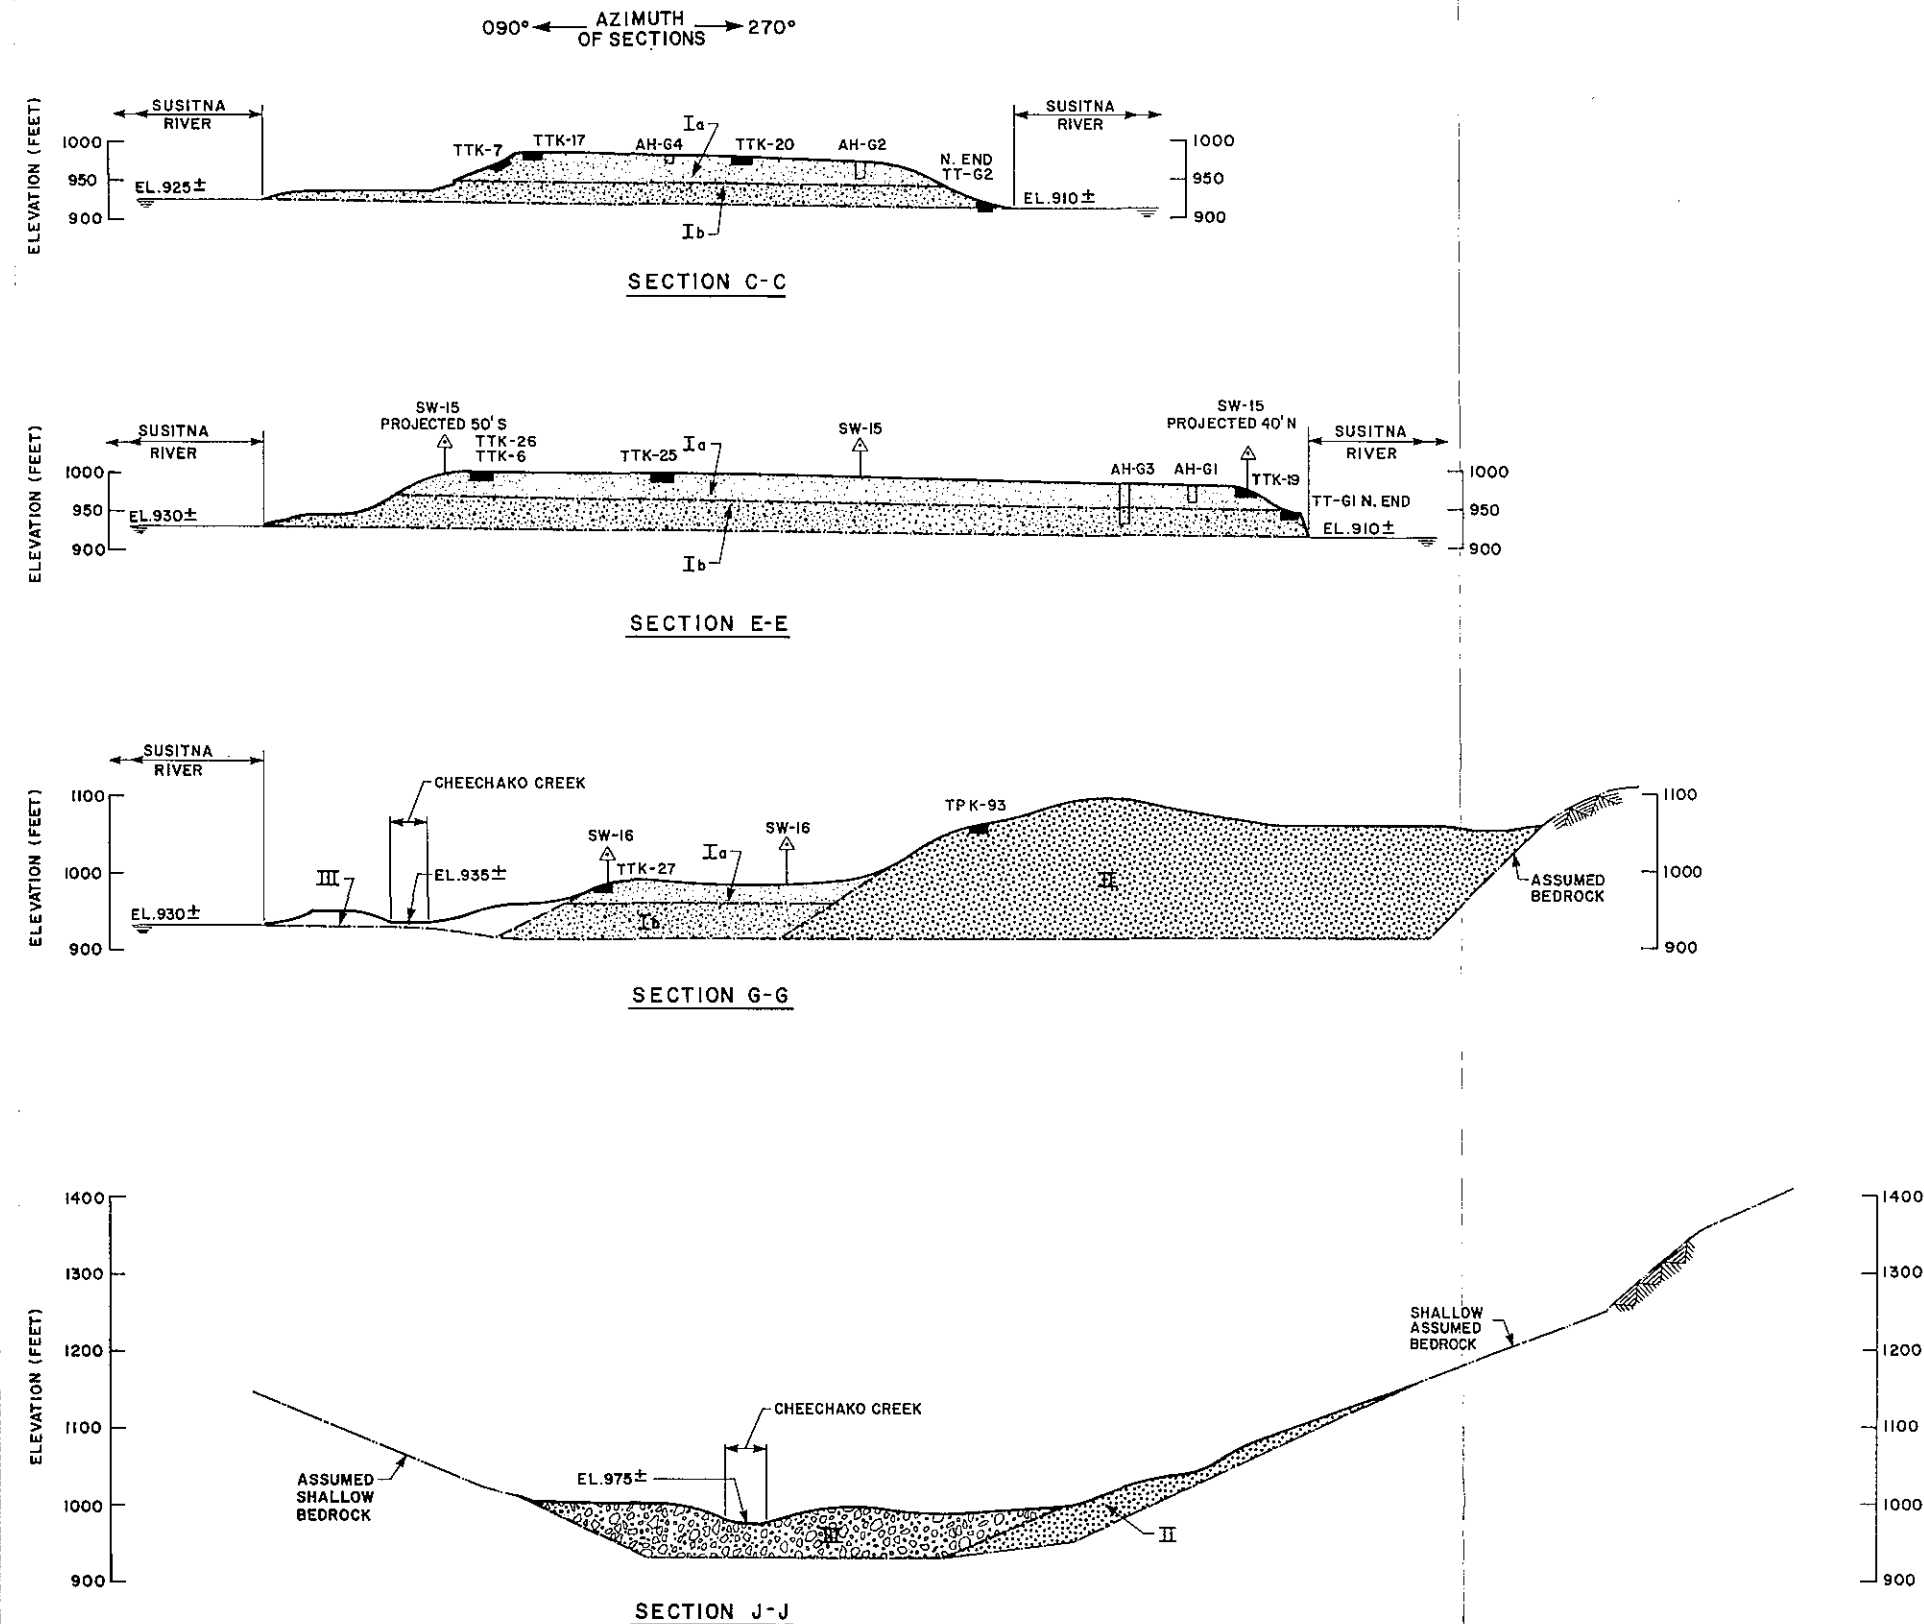 090° AZIMUTH OF SECTIONS 270°
ELEVATION (FEET)
SUSITNA
RIVER
1000
950
900
EL.925±
TTK-7
TTK-17
AH-G4
Ia
TTK-20
AH-G2
N. END
TT-G2
Ib
SUSITNA
RIVER
EL.910±
1000
950
900
SECTION C-C
ELEVATION (FEET)
SUSITNA
RIVER
1000
950
900
EL.930±
SW-15
PROJECTED 50' S
TTK-26
TTK-6
TTK-25
Ia
SW-15
Ib
AH-G3
AH-G1
SW-15
PROJECTED 40' N
TTK-19
TT-G1 N. END
SUSITNA
RIVER
EL.910±
1000
950
900
SECTION E-E
ELEVATION (FEET)
SUSITNA
RIVER
1100
1000
900
EL.930±
CHEECHAKO CREEK
III
EL.935±
SW-16
TTK-27
Ia
SW-16
Ib
TPK-93
II
ASSUMED
BEDROCK
1100
1000
900
SECTION G-G
ELEVATION (FEET)
1400
1300
1200
1100
1000
900
ASSUMED
SHALLOW
BEDROCK
EL.975±
CHEECHAKO CREEK
III
II
SHALLOW
ASSUMED
BEDROCK
1400
1300
1200
1100
1000
900
SECTION J-J